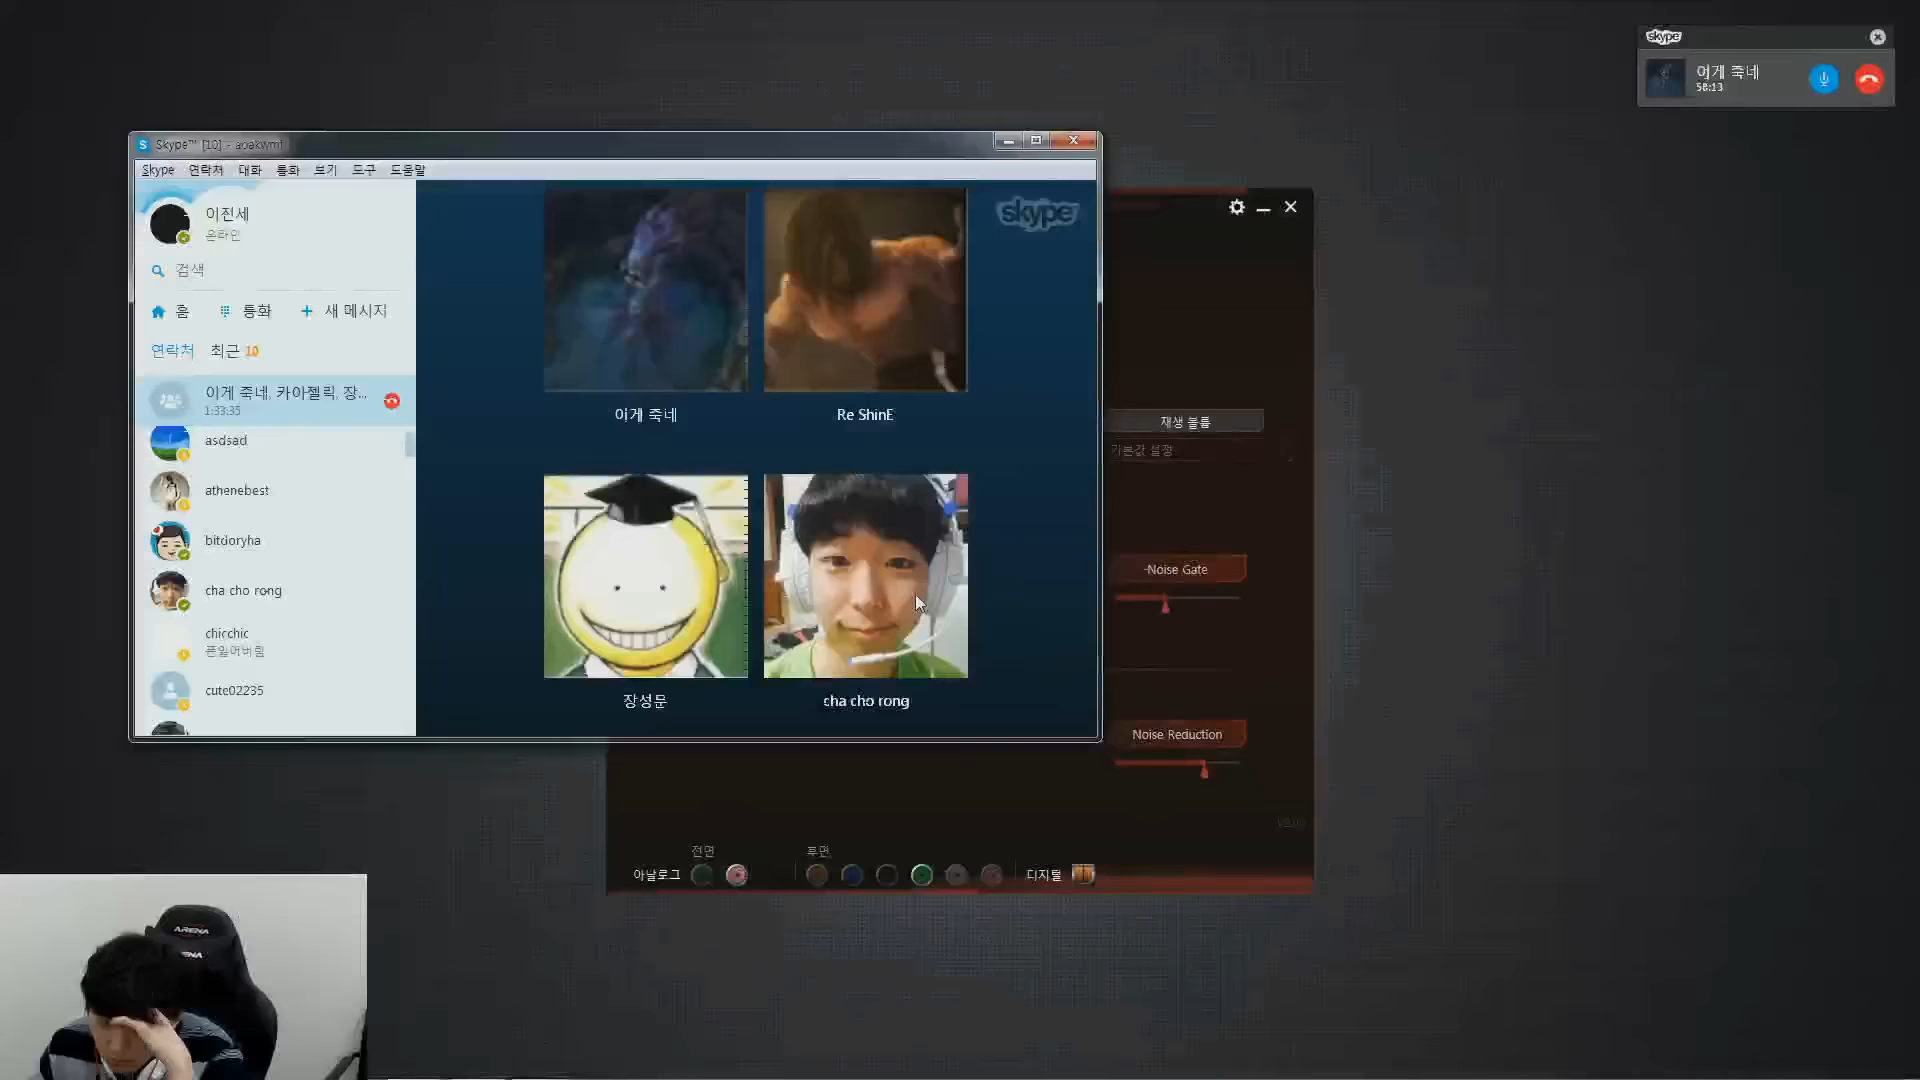 skype
이게 죽네
58:13
Skype™ [10] - aoakwmf
Skype 연락처 대화 통화 보기 도구 도움말
이전세
온라인
검색
홈 통화 새 메시지
연락처 최근 10
이게 죽네, 카아젤릭, 장...
1:33:35
asdsad
athenebest
bitdoryha
cha cho rong
chicchic
cute02235
skype
이게 죽네
Re ShinE
장성문
cha cho rong
재생 볼륨
기본값 설정
Noise Gate
Noise Reduction
전면
후면
아날로그
디지털
ARENA